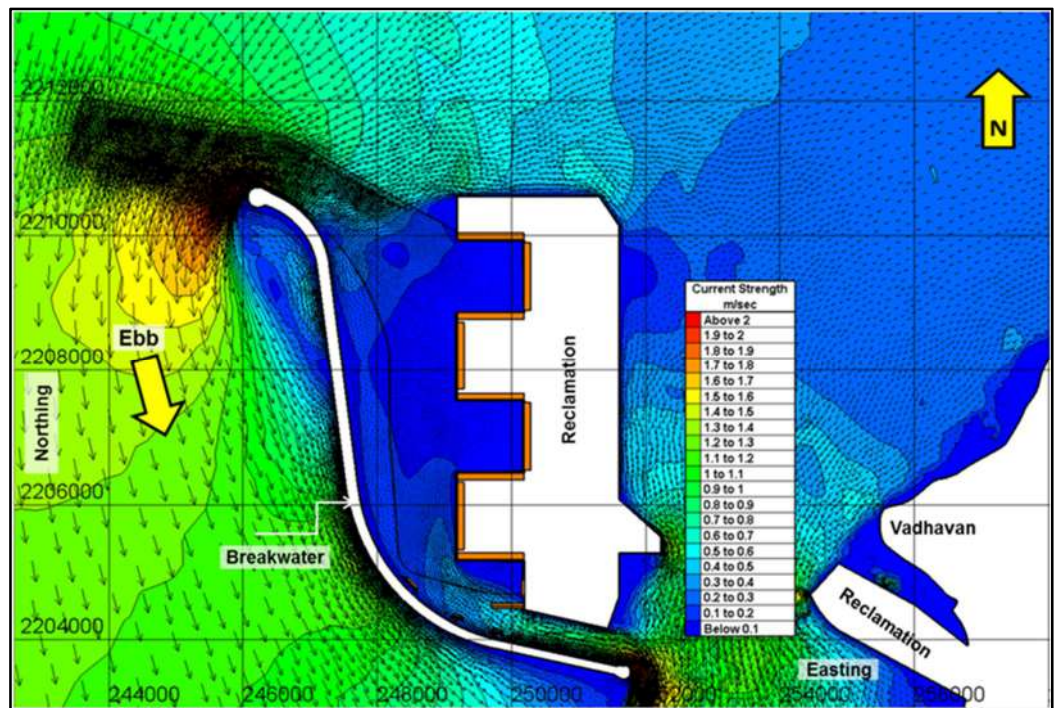 2212000
N
2210000
Current Strength
m/sec
Above 2
1.9 to 2
1.8 to 1.9
1.7 to 1.8
1.6 to 1.7
1.5 to 1.6
1.4 to 1.5
1.3 to 1.4
1.2 to 1.3
1.1 to 1.2
1 to 1.1
0.9 to 1
0.8 to 0.9
0.7 to 0.8
0.6 to 0.7
0.5 to 0.6
0.4 to 0.5
0.3 to 0.4
0.2 to 0.3
0.1 to 0.2
Below 0.1
Ebb
2208000
Reclamation
Northing
2206000
Vadhavan
Breakwater
Reclamation
2204000
Easting
244000
246000
248000
250000
252000
254000
256000